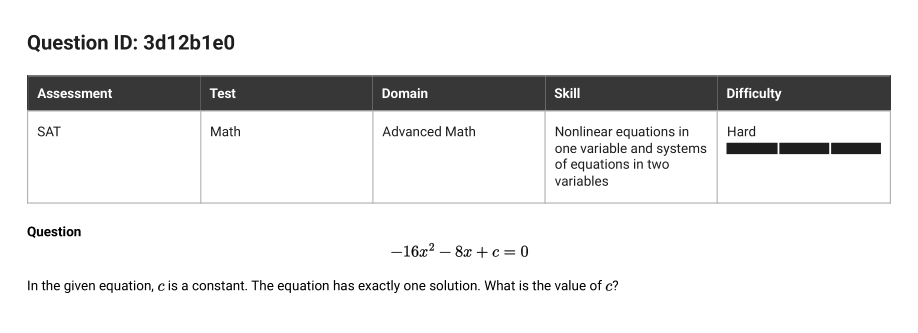 Question ID: 3d12b1e0
Assessment Test Domain Skill Difficulty
SAT Math Advanced Math Nonlinear equations in one variable and systems of equations in two variables Hard
Question
−16x² − 8x + c = 0
In the given equation, c is a constant. The equation has exactly one solution. What is the value of c?